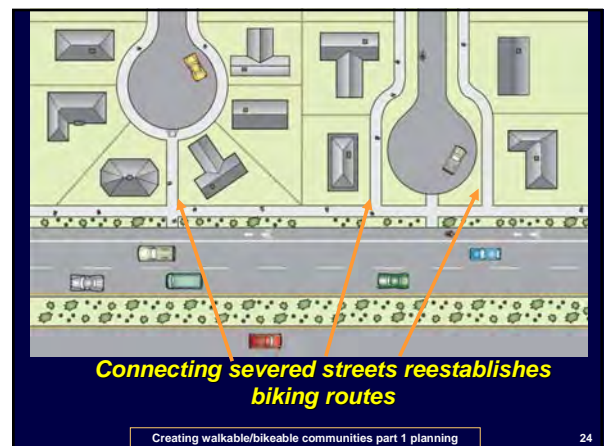 Connecting severed streets reestablishes
biking routes
Creating walkable/bikeable communities part 1 planning
24